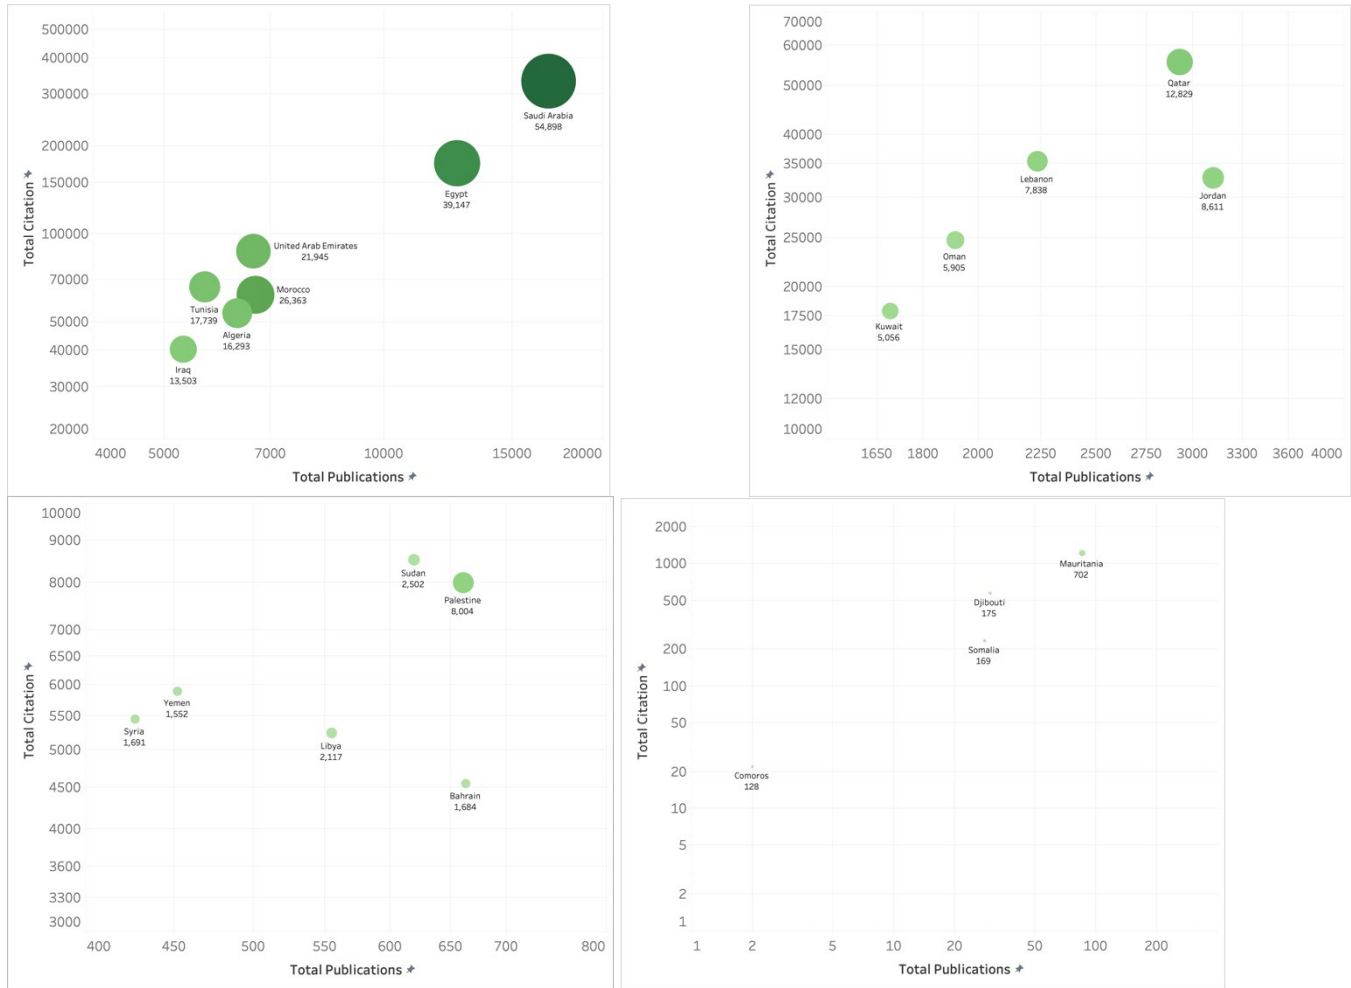 500000
400000
300000
200000
150000
100000
70000
50000
40000
30000
20000
Total Citation
Saudi Arabia
54,898
Egypt
39,147
United Arab Emirates
21,945
Morocco
26,363
Tunisia
17,739
Algeria
16,293
Iraq
13,503
4000 5000 7000 10000 15000 20000
Total Publications
70000
60000
50000
40000
35000
30000
25000
20000
17500
15000
12000
10000
Total Citation
Qatar
12,829
Lebanon
7,838
Jordan
8,611
Oman
5,905
Kuwait
5,056
1650 1800 2000 2250 2500 2750 3000 3300 3600 4000
Total Publications
10000
9000
8000
7000
6500
6000
5500
5000
4500
4000
3600
3300
3000
Total Citation
Sudan
2,502
Palestine
8,004
Yemen
1,552
Syria
1,691
Libya
2,117
Bahrain
1,684
400 450 500 550 600 650 700 800
Total Publications
2000
1000
500
200
100
50
20
10
5
2
1
Total Citation
Mauritania
702
Djibouti
175
Somalia
169
Comoros
128
1 2 5 10 20 50 100 200
Total Publications